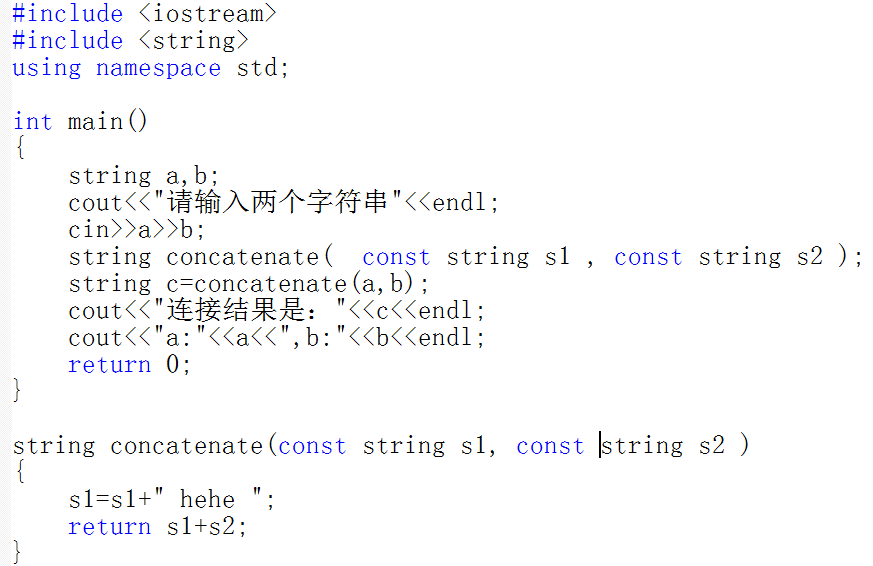 #include <iostream>
#include <string>
using namespace std;
int main()
{
string a,b;
cout<<"请输入两个字符串"<<endl;
cin>>a>>b;
string concatenate(  const string s1 , const string s2 );
string c=concatenate(a,b);
cout<<"连接结果是："<<c<<endl;
cout<<"a:"<<a<<",b:"<<b<<endl;
return 0;
}
string concatenate(const string s1, const string s2 )
{
s1=s1+" hehe ";
return s1+s2;
}